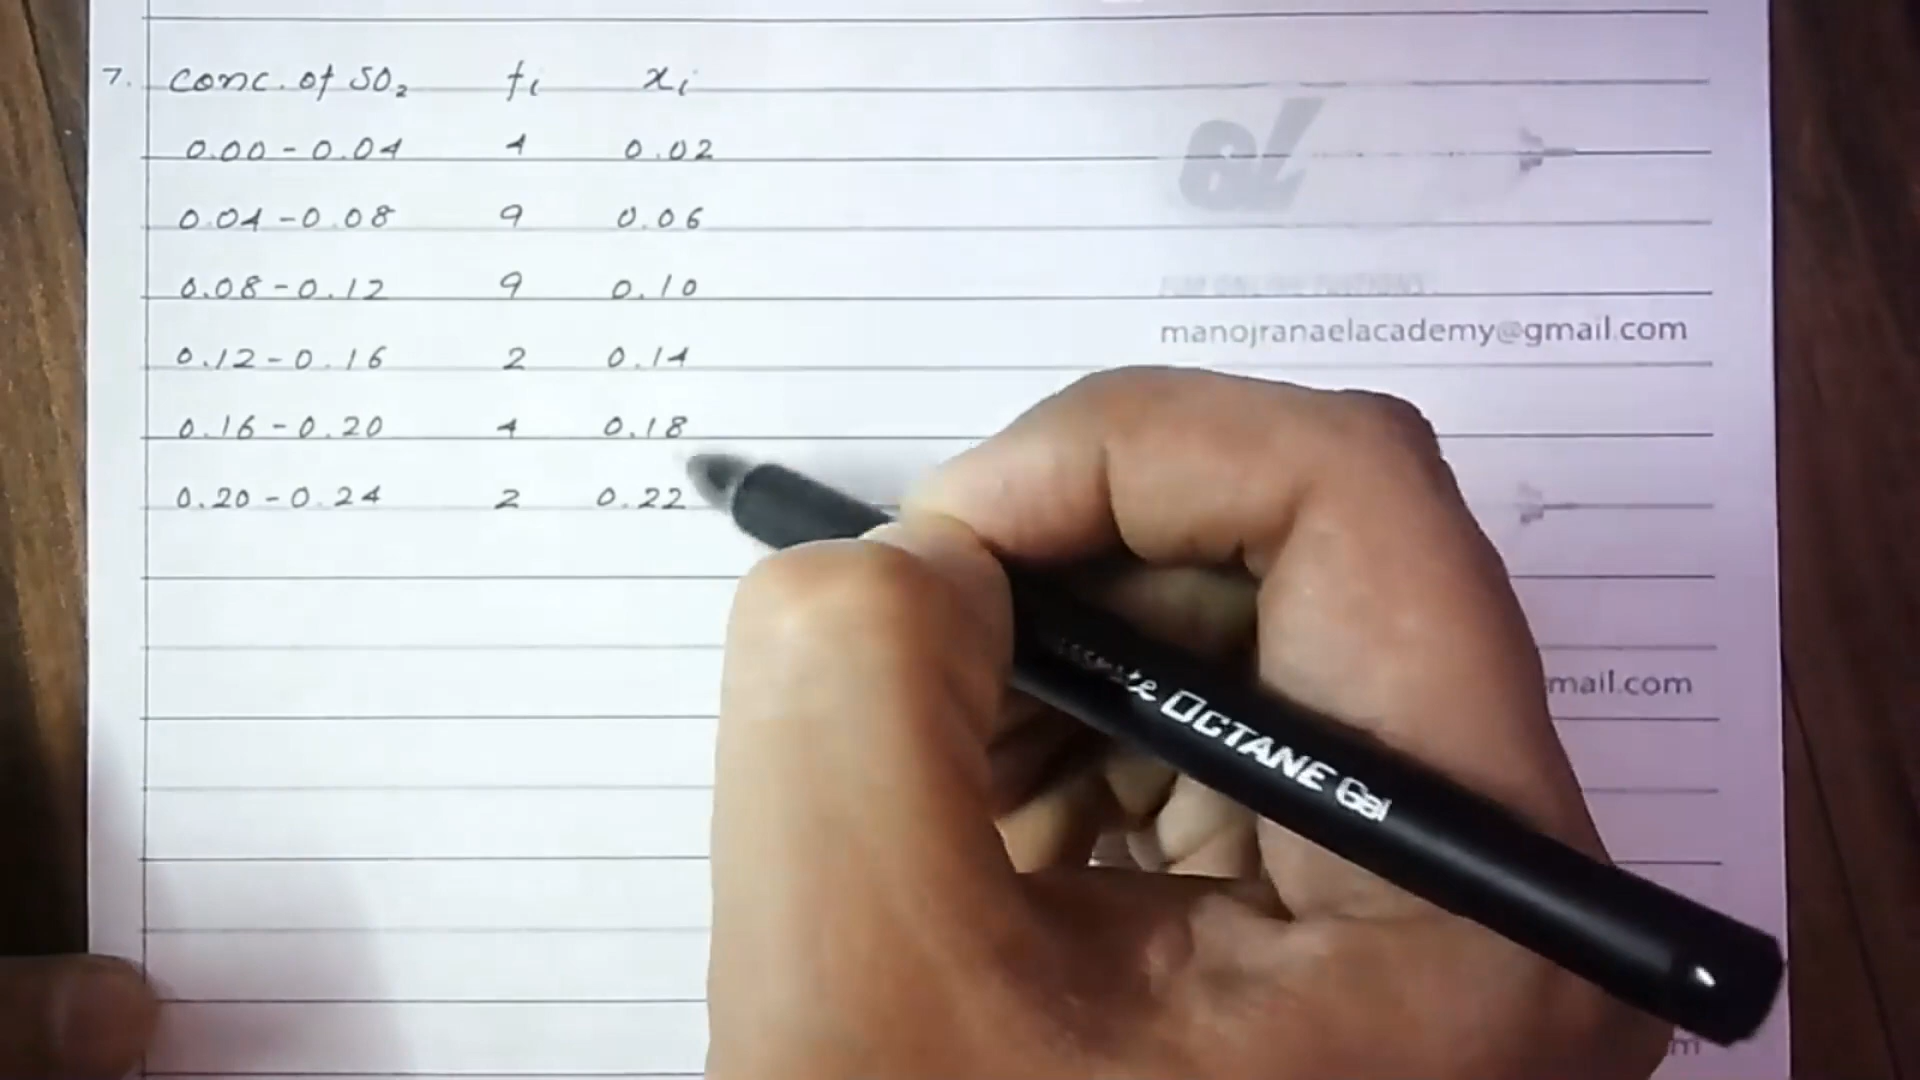 7. Conc. of SO₂ fi xi
0.00 - 0.04 4 0.02
0.04 - 0.08 9 0.06
0.08 - 0.12 9 0.10
0.12 - 0.16 2 0.14
0.16 - 0.20 4 0.18
0.20 - 0.24 2 0.22
manojranaelacademy@gmail.com
mail.com
OCTANE Gel